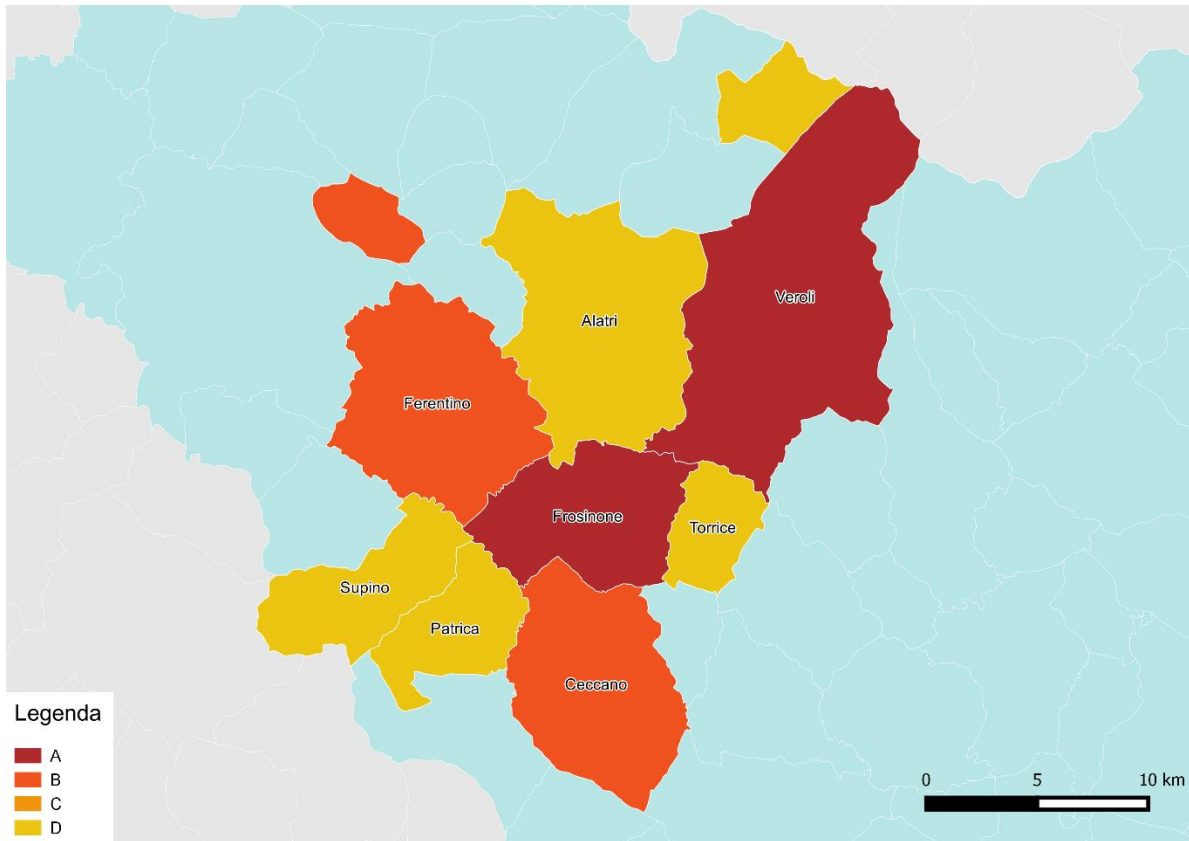 Veroli
Alatri
Ferentino
Frosinone
Torrice
Supino
Patrica
Ceccano
Legenda
A
B
C
D
0 5 10 km